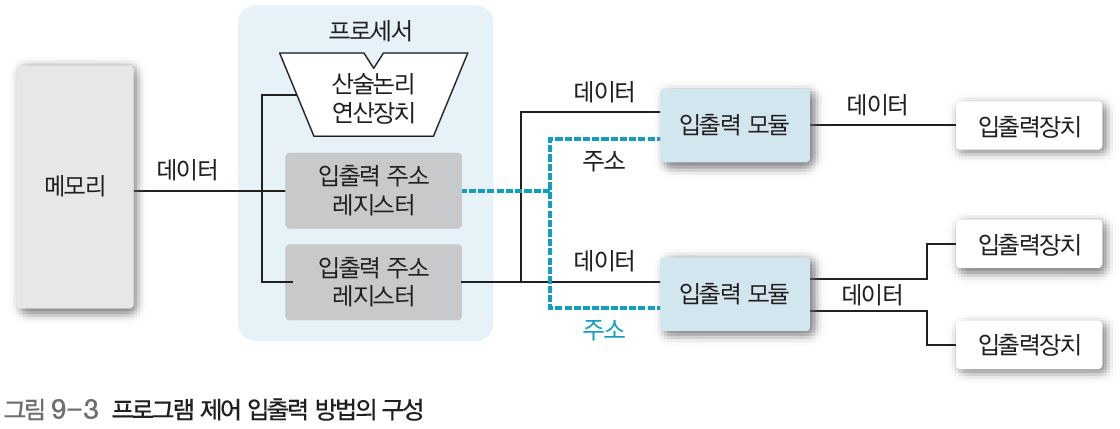 프로세서
산술논리
연산장치
메모리
데이터
입출력 주소
레지스터
입출력 주소
레지스터
데이터
주소
입출력 모듈
데이터
입출력장치
데이터
주소
입출력 모듈
데이터
입출력장치
입출력장치
그림 9-3 프로그램 제어 입출력 방법의 구성